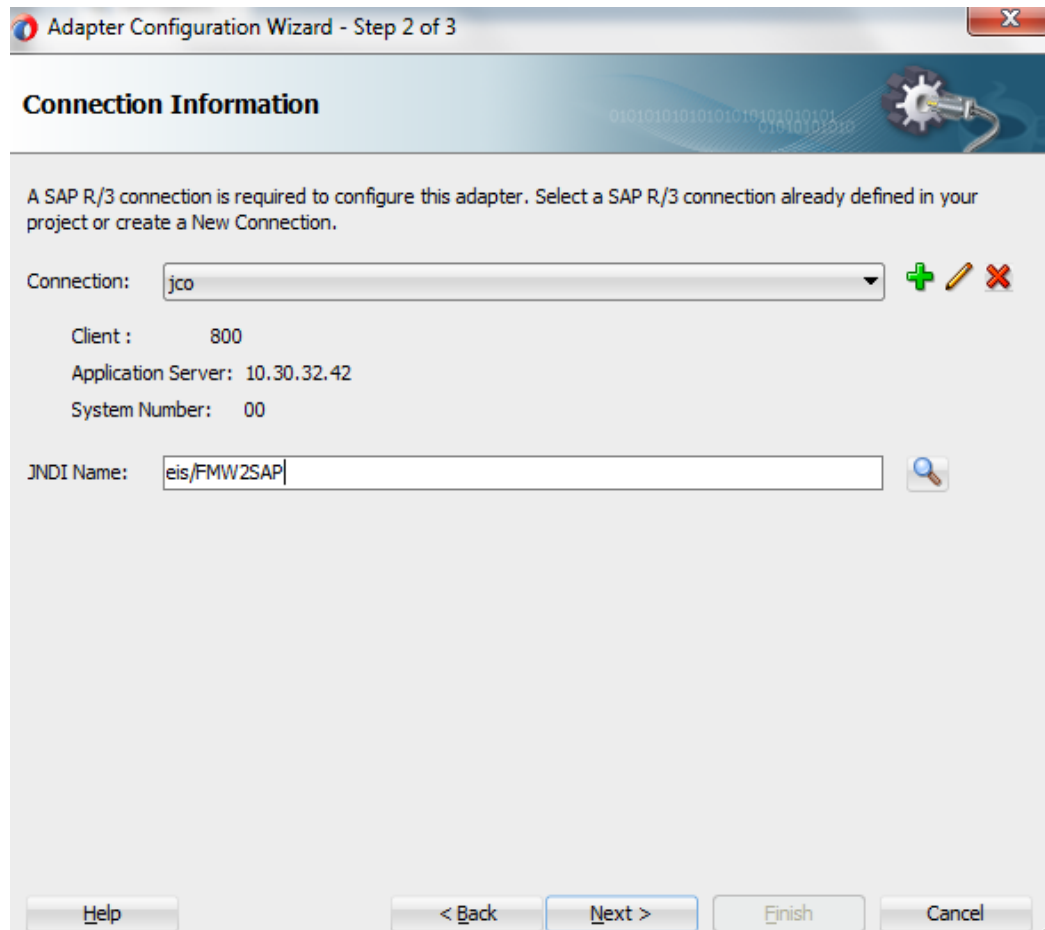 Adapter Configuration Wizard - Step 2 of 3
Connection Information
A SAP R/3 connection is required to configure this adapter. Select a SAP R/3 connection already defined in your
project or create a New Connection.
Connection: jco
Client : 800
Application Server: 10.30.32.42
System Number: 00
JNDI Name: eis/FMW2SAP
Help < Back Next > Finish Cancel